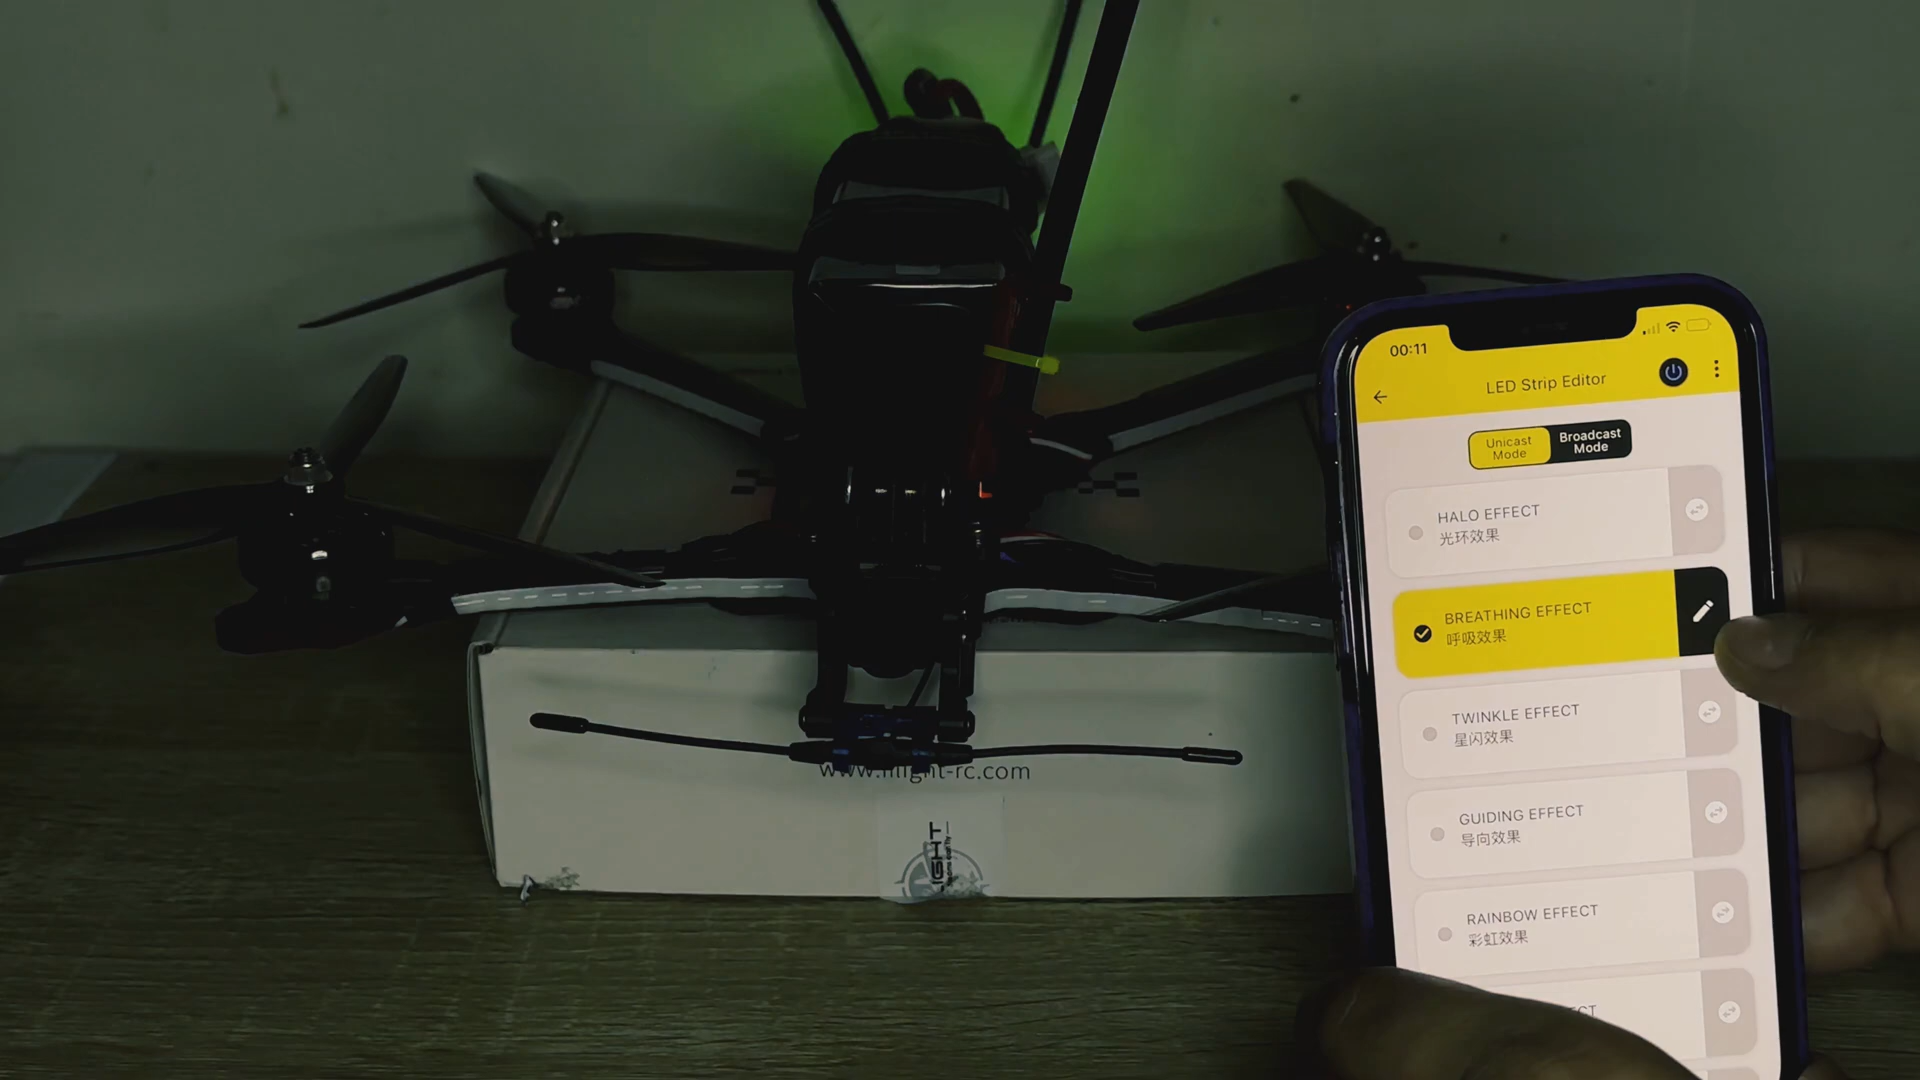 00:11
LED Strip Editor
Unicast
Mode
Broadcast
Mode
HALO EFFECT
光环效果
BREATHING EFFECT
呼吸效果
TWINKLE EFFECT
星闪效果
GUIDING EFFECT
导向效果
RAINBOW EFFECT
彩虹效果